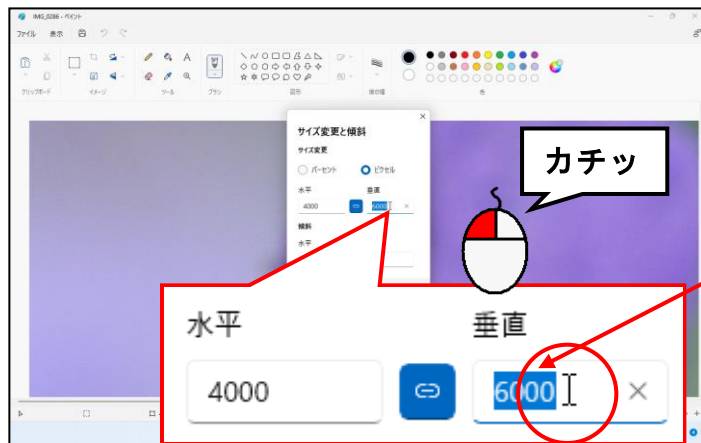 IMG_0286 - ペイント
ファイル 表示
クリップボード イメージ ツール ブラシ 図形 線の幅 色
サイズ変更と傾斜
サイズ変更
パーセント ピクセル
水平 垂直
4000 6000
傾斜
水平
カチッ
水平 垂直
4000 6000